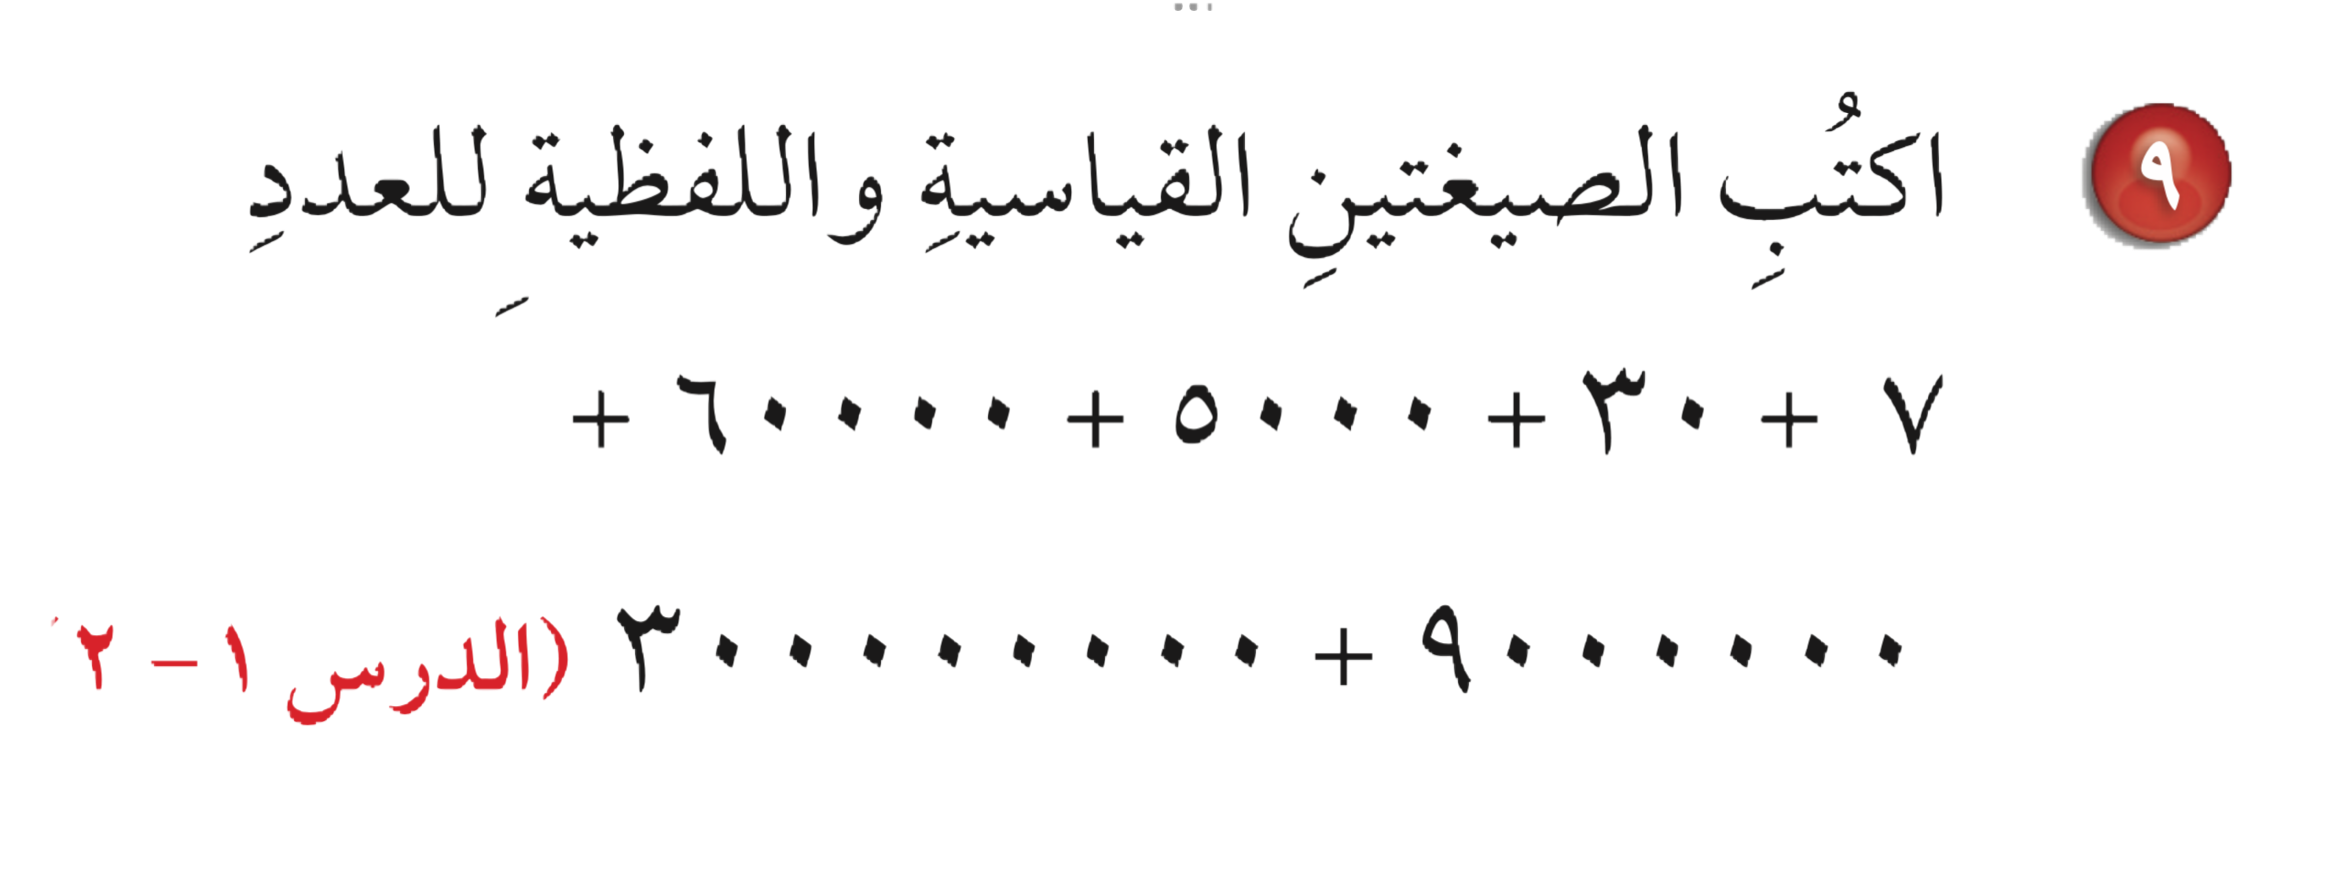 ٩ اكتُبِ الصيغتينِ القياسيةِ واللفظيةِ للعددِ
٧ + ٣٠ + ٥٠٠٠ + ٦٠٠٠٠ +
٩٠٠٠٠٠٠ + ٣٠٠٠٠٠٠٠٠ (الدرس ١ – ٢